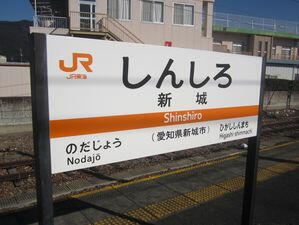 JR
JR東海
しんしろ
新城
Shinshiro
(愛知県新城市)
のだじょう
Nodajō
ひがししんまち
Higashi-shimmachi